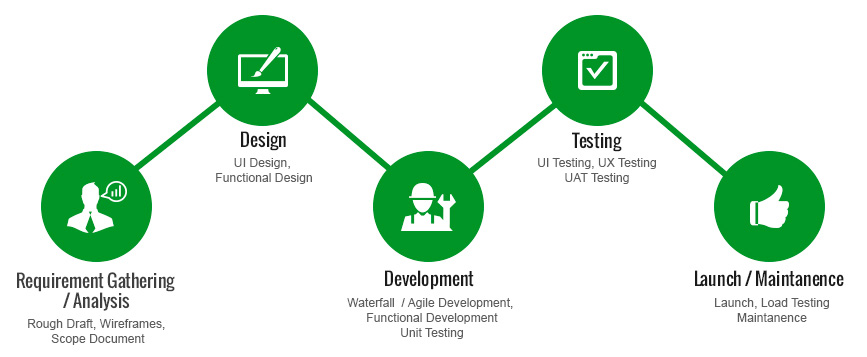 Requirement Gathering
/ Analysis
Rough Draft, Wireframes,
Scope Document
Design
UI Design,
Functional Design
Development
Waterfall / Agile Development,
Functional Development
Unit Testing
Testing
UI Testing, UX Testing
UAT Testing
Launch / Maintanence
Launch, Load Testing
Maintanence